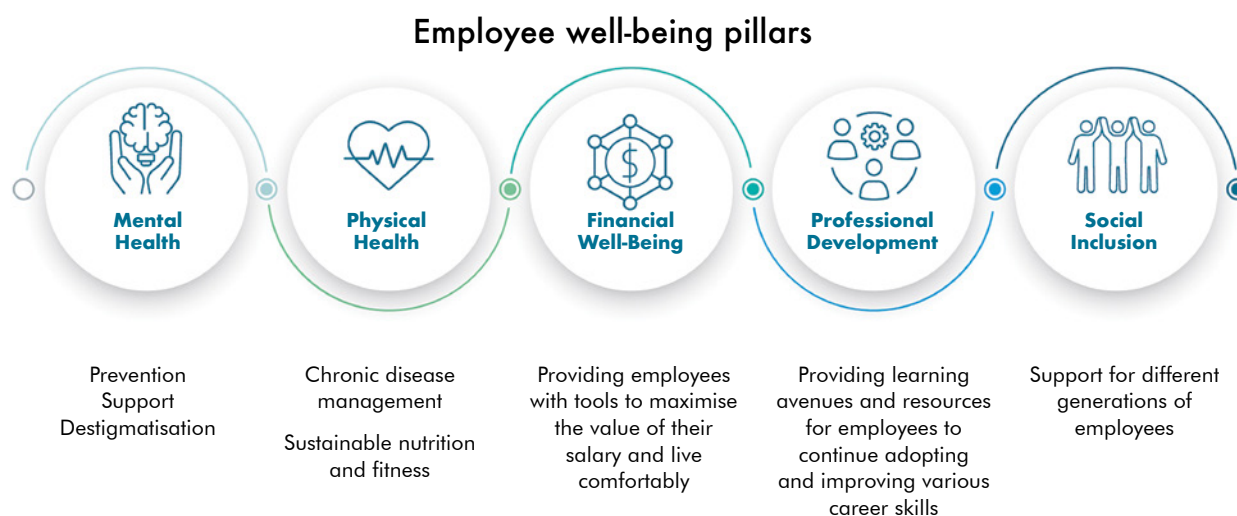 Employee well-being pillars
Mental
Health
Physical
Health
$
Financial
Well-Being
Professional
Development
Social
Inclusion
Prevention
Support
Destigmatisation
Chronic disease
management
Sustainable nutrition
and fitness
Providing employees
with tools to maximise
the value of their
salary and live
comfortably
Providing learning
avenues and resources
for employees to
continue adopting
and improving various
career skills
Support for different
generations of
employees